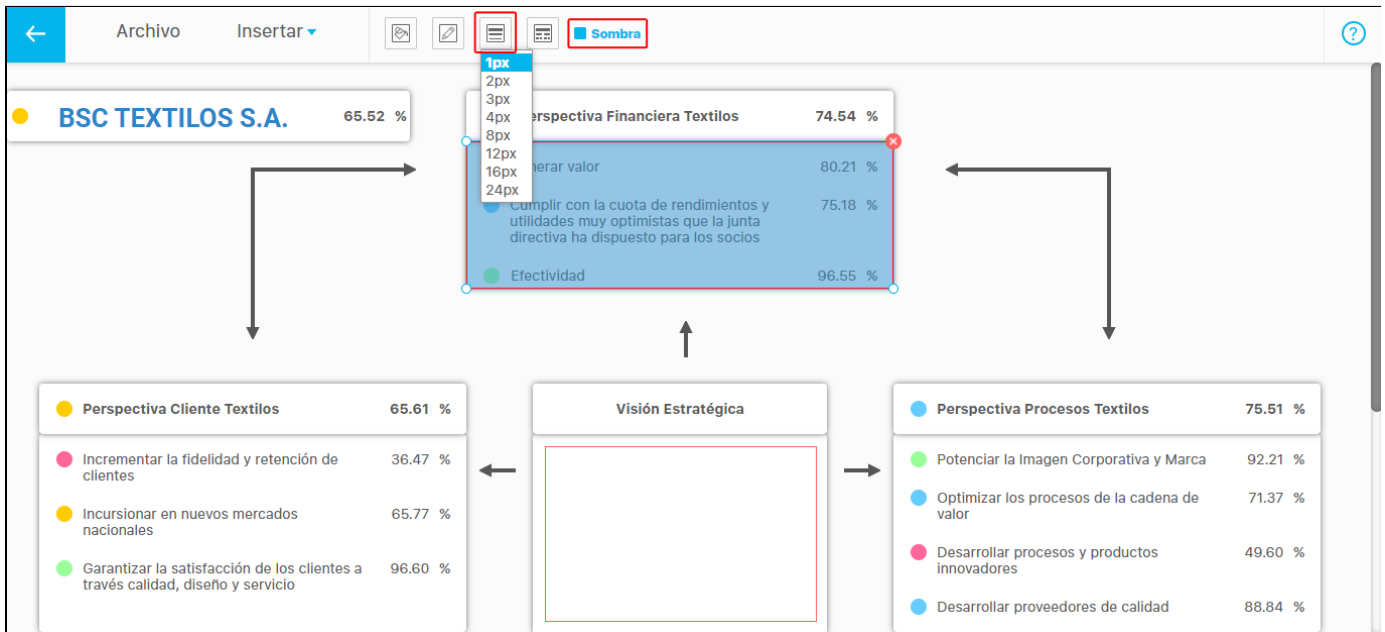 Archivo
Insertar
Sombra
?
1px
2px
3px
4px
8px
12px
16px
24px
BSC TEXTILOS S.A. 65.52 %
Perspectiva Financiera Textilos 74.54 %
80.21 %
valor
Cumplir con la cuota de rendimientos y 75.18 %
utilidades muy optimistas que la junta
directiva ha dispuesto para los socios
Efectividad 96.55 %
Perspectiva Cliente Textilos 65.61 %
Incrementar la fidelidad y retención de 36.47 %
clientes
Incursionar en nuevos mercados 65.77 %
nacionales
Garantizar la satisfacción de los clientes a 96.60 %
través calidad, diseño y servicio
Visión Estratégica
Perspectiva Procesos Textilos 75.51 %
Potenciar la Imagen Corporativa y Marca 92.21 %
Optimizar los procesos de la cadena de 71.37 %
valor
Desarrollar procesos y productos 49.60 %
innovadores
Desarrollar proveedores de calidad 88.84 %